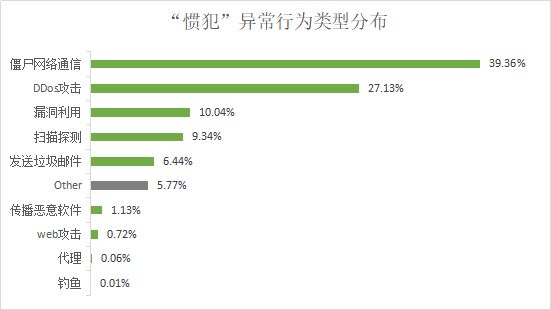 “惯犯”异常行为类型分布
僵尸网络通信 39.36%
DDos攻击 27.13%
漏洞利用 10.04%
扫描探测 9.34%
发送垃圾邮件 6.44%
Other 5.77%
传播恶意软件 1.13%
web攻击 0.72%
代理 0.06%
钓鱼 0.01%